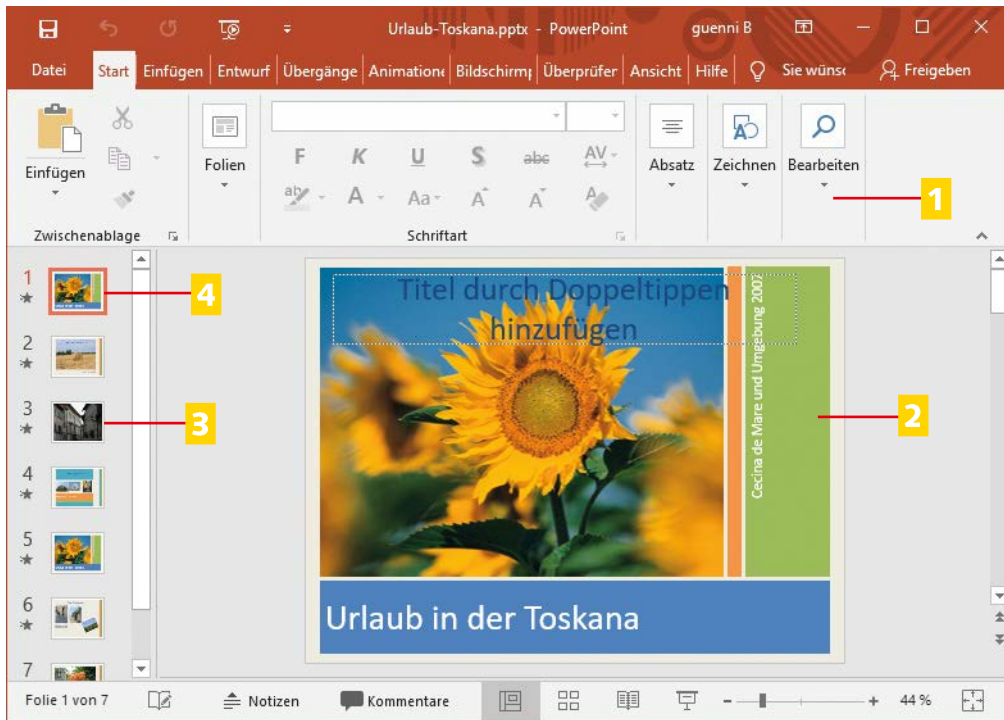 Urlaub-Toskana.pptx - PowerPoint guenni B
Datei Start Einfügen Entwurf Übergänge Animatione Bildschirmp Überprüfer Ansicht Hilfe Sie wünsc Freigeben
Einfügen Folien F K U S abc AV Absatz Zeichnen Bearbeiten
ab A Aa A A A
1
Zwischenablage Schriftart
1 4
2
3 3
4
5
6
7
Titel durch Doppeltippen
hinzufügen
Cecina de Mare und Umgebung 2007
2
Urlaub in der Toskana
Folie 1 von 7 Notizen Kommentare - + 44 %